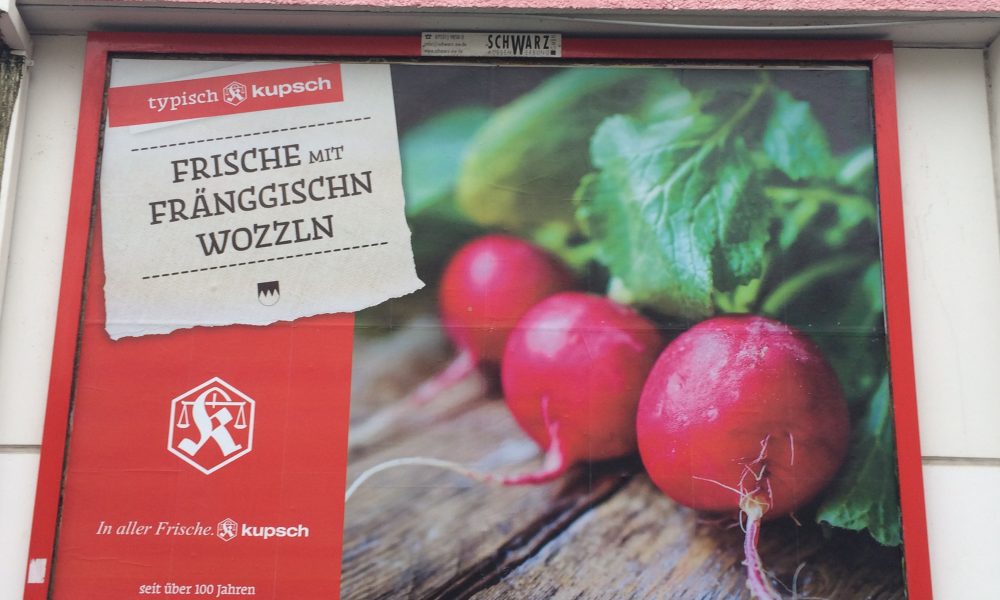 SCHWARZ
typisch kupsch
FRISCHE MIT
FRÄNGGISCHN
WOZZLN
In aller Frische. kupsch
seit über 100 Jahren